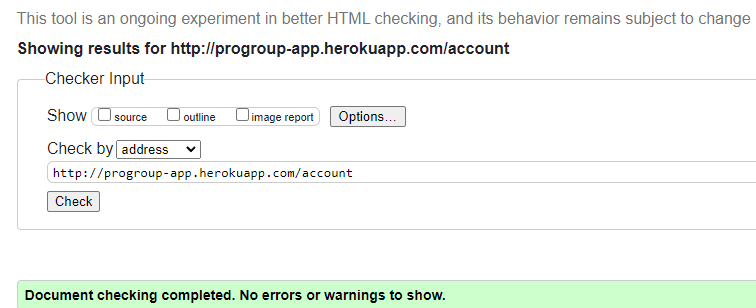 This tool is an ongoing experiment in better HTML checking, and its behavior remains subject to change
Showing results for http://progroup-app.herokuapp.com/account
Checker Input
Show source outline image report Options...
Check by address
http://progroup-app.herokuapp.com/account
Check
Document checking completed. No errors or warnings to show.